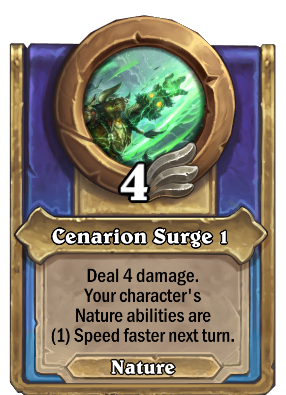 4
Cenarion Surge 1
Deal 4 damage.
Your character's
Nature abilities are
(1) Speed faster next turn.
Nature